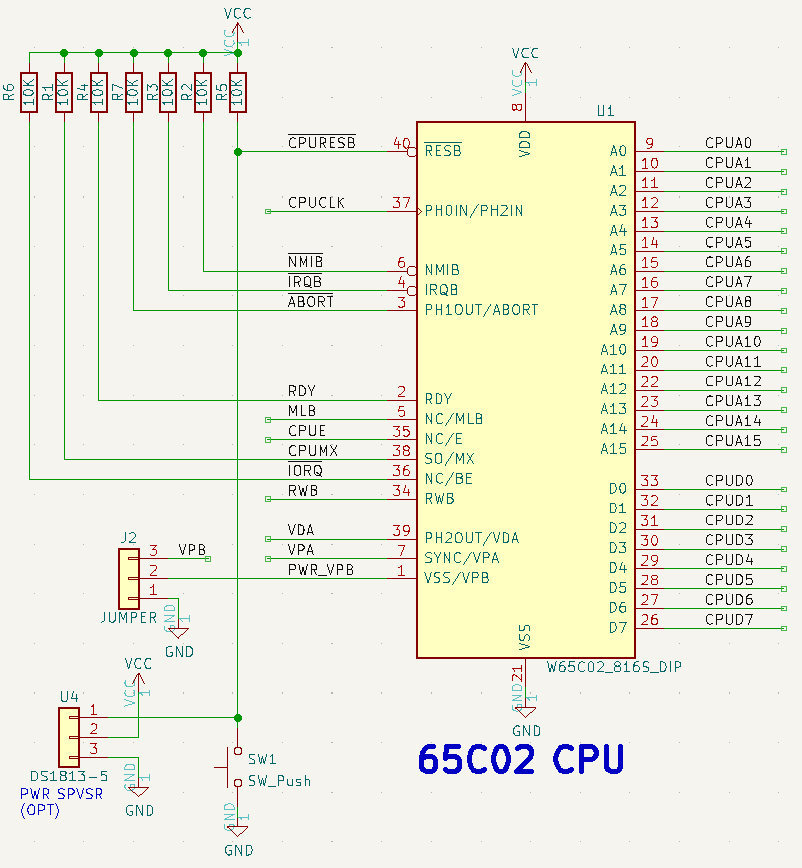 VCC
VCC 1
R6 10K R1 10K R4 10K R7 10K R3 10K R2 10K R5 10K
VCC
VCC 1
8
U1
VDD
CPURESB 40 RESB
CPUCLK 37 PH0IN/PH2IN
NMIB 6 NMIB
IRQB 4 IRQB
ABORT 3 PH1OUT/ABORT
RDY 2 RDY
MLB 5 NC/MLB
CPUE 35 NC/E
CPUMX 38 SO/MX
IORQ 36 NC/BE
RWB 34 RWB
VDA 39 PH2OUT/VDA
VPA 7 SYNC/VPA
PWR_VPB 1 VSS/VPB
A0 9 CPUA0
A1 10 CPUA1
A2 11 CPUA2
A3 12 CPUA3
A4 13 CPUA4
A5 14 CPUA5
A6 15 CPUA6
A7 16 CPUA7
A8 17 CPUA8
A9 18 CPUA9
A10 19 CPUA10
A11 20 CPUA11
A12 22 CPUA12
A13 23 CPUA13
A14 24 CPUA14
A15 25 CPUA15
D0 33 CPUD0
D1 32 CPUD1
D2 31 CPUD2
D3 30 CPUD3
D4 29 CPUD4
D5 28 CPUD5
D6 27 CPUD6
D7 26 CPUD7
VSS
21
W65C02_816S_DIP
GND 1
GND
J2
3 VPB
2
1
JUMPER
GND 1
GND
VCC
VCC 1
U4
1
2
3
DS1813-5
PWR SPVSR
(OPT)
GND 1
GND
SW1
SW_Push
GND 1
GND
65C02 CPU